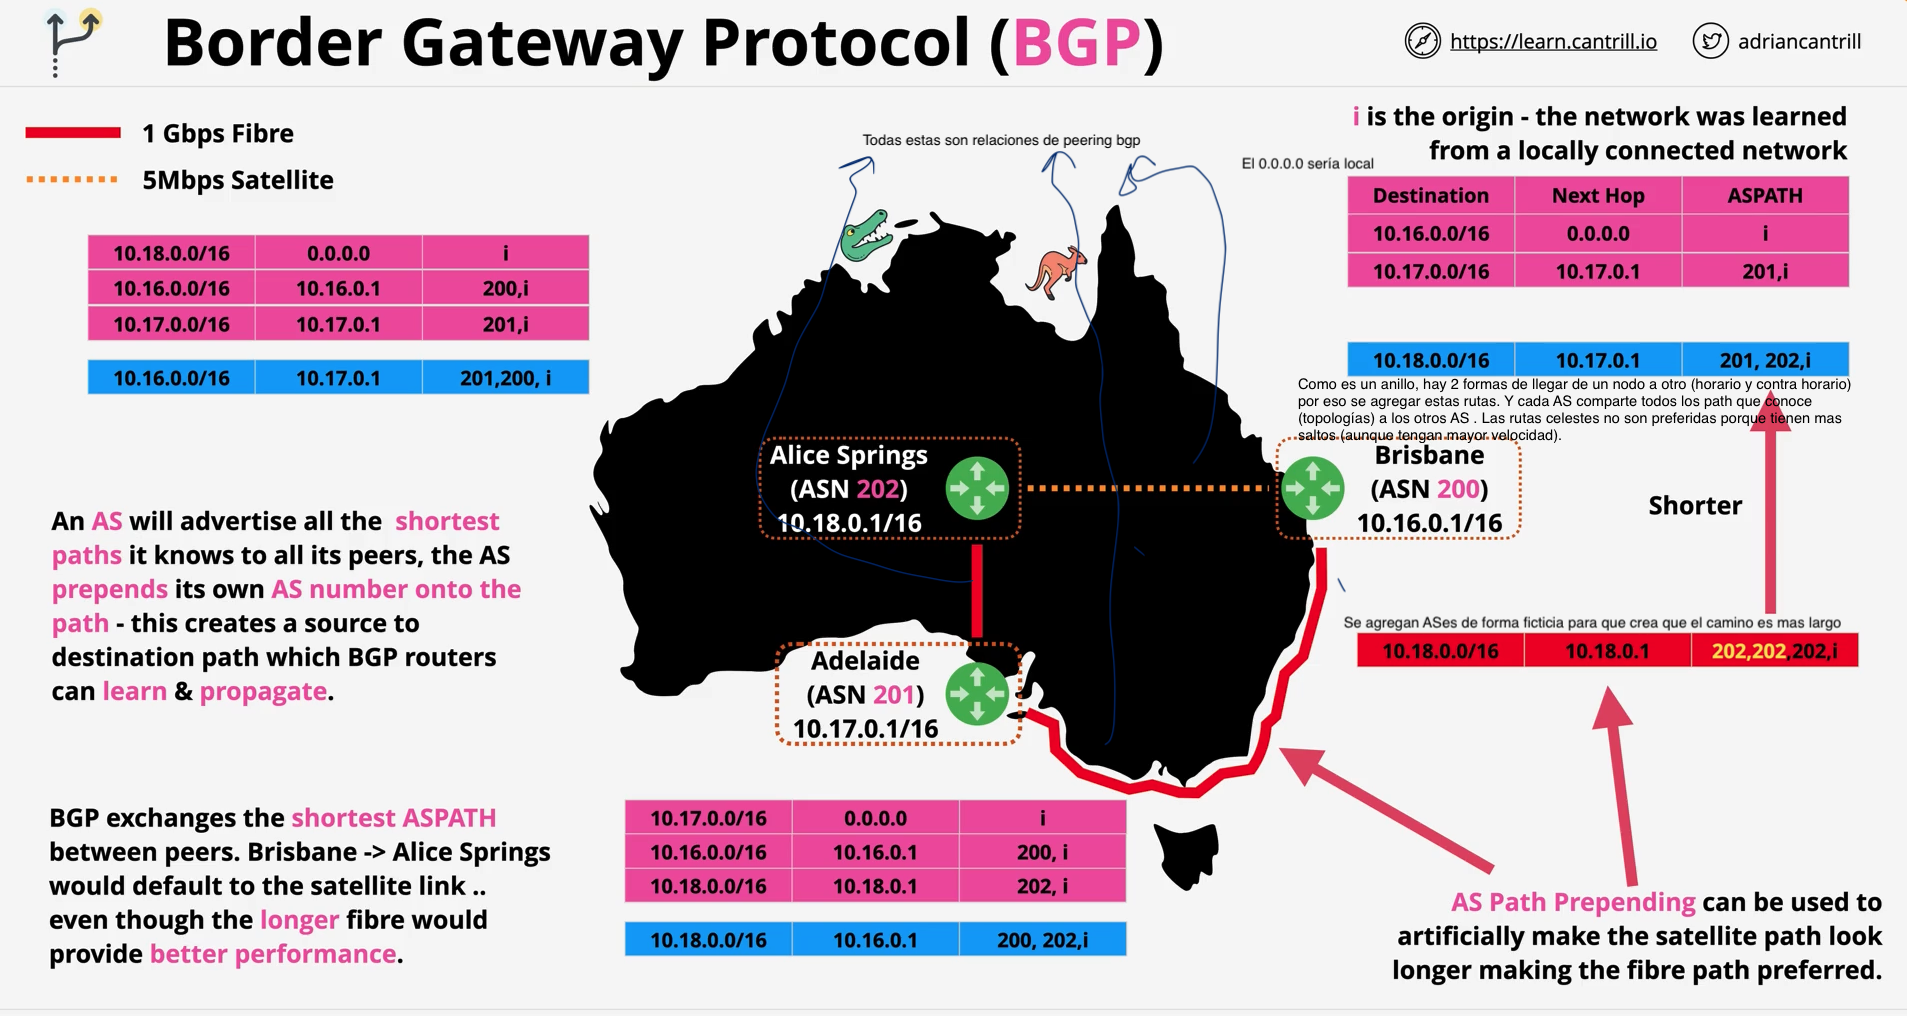 Border Gateway Protocol (BGP)
https://learn.cantrill.io
adriancantrill
1 Gbps Fibre
5Mbps Satellite
Todas estas son relaciones de peering bgp
El 0.0.0.0 sería local
i is the origin - the network was learned
from a locally connected network
Destination Next Hop ASPATH
10.16.0.0/16 0.0.0.0 i
10.17.0.0/16 10.17.0.1 201,i
10.18.0.0/16 10.17.0.1 201, 202,i
Como es un anillo, hay 2 formas de llegar de un nodo a otro (horario y contra horario)
por eso se agregar estas rutas. Y cada AS comparte todos los path que conoce
(topologías) a los otros AS . Las rutas celestes no son preferidas porque tienen mas
saltos (aunque tengan mayor velocidad).
10.18.0.0/16 0.0.0.0 i
10.16.0.0/16 10.16.0.1 200,i
10.17.0.0/16 10.17.0.1 201,i
10.16.0.0/16 10.17.0.1 201,200, i
Alice Springs
(ASN 202)
10.18.0.1/16
Brisbane
(ASN 200)
10.16.0.1/16
Shorter
An AS will advertise all the shortest
paths it knows to all its peers, the AS
prepends its own AS number onto the
path - this creates a source to
destination path which BGP routers
can learn & propagate.
Se agregan ASes de forma ficticia para que crea que el camino es mas largo
10.18.0.0/16 10.18.0.1 202,202,202,i
Adelaide
(ASN 201)
10.17.0.1/16
BGP exchanges the shortest ASPATH
between peers. Brisbane -> Alice Springs
would default to the satellite link ..
even though the longer fibre would
provide better performance.
10.17.0.0/16 0.0.0.0 i
10.16.0.0/16 10.16.0.1 200, i
10.18.0.0/16 10.18.0.1 202, i
10.18.0.0/16 10.16.0.1 200, 202,i
AS Path Prepending can be used to
artificially make the satellite path look
longer making the fibre path preferred.